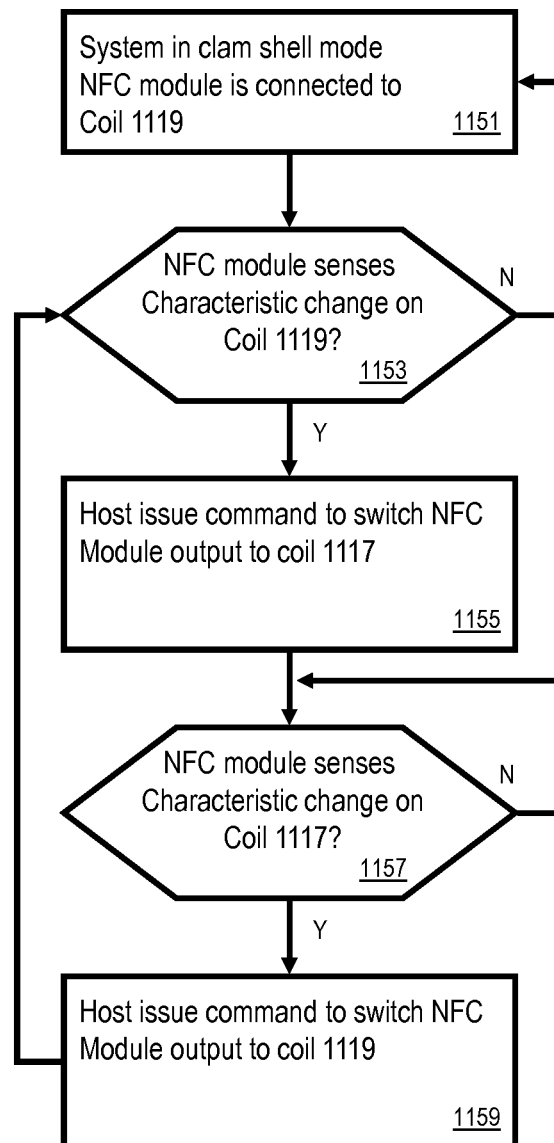 System in clam shell mode
NFC module is connected to
Coil 1119
1151
NFC module senses
Characteristic change on
Coil 1119?
1153
N
Y
Host issue command to switch NFC
Module output to coil 1117
1155
NFC module senses
Characteristic change on
Coil 1117?
1157
N
Y
Host issue command to switch NFC
Module output to coil 1119
1159